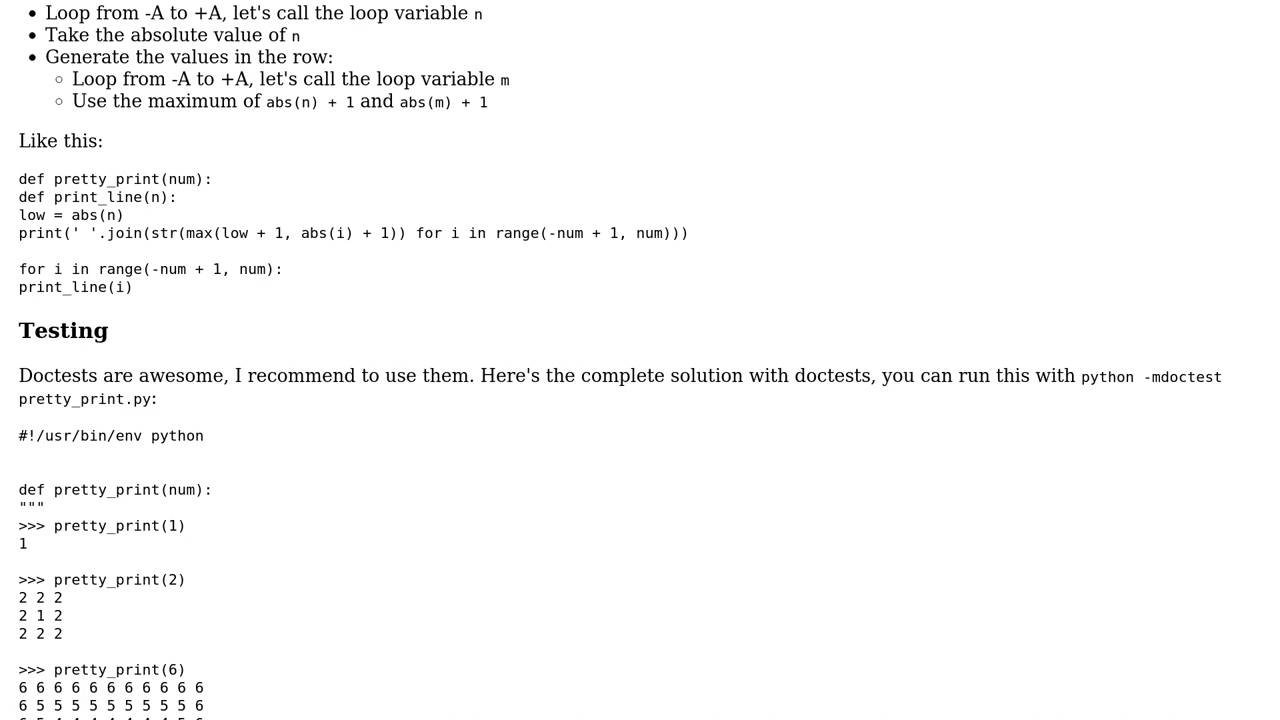 Loop from -A to +A, let's call the loop variable n
Take the absolute value of n
Generate the values in the row:
Loop from -A to +A, let's call the loop variable m
Use the maximum of abs(n) + 1 and abs(m) + 1
Like this:
def pretty_print(num):
def print_line(n):
low = abs(n)
print(' '.join(str(max(low + 1, abs(i) + 1)) for i in range(-num + 1, num)))
for i in range(-num + 1, num):
print_line(i)
Testing
Doctests are awesome, I recommend to use them. Here's the complete solution with doctests, you can run this with python -mdoctest
pretty_print.py:
#!/usr/bin/env python
def pretty_print(num):
"""
>>> pretty_print(1)
1
>>> pretty_print(2)
2 2 2
2 1 2
2 2 2
>>> pretty_print(6)
6 6 6 6 6 6 6 6 6 6 6
6 5 5 5 5 5 5 5 5 5 6